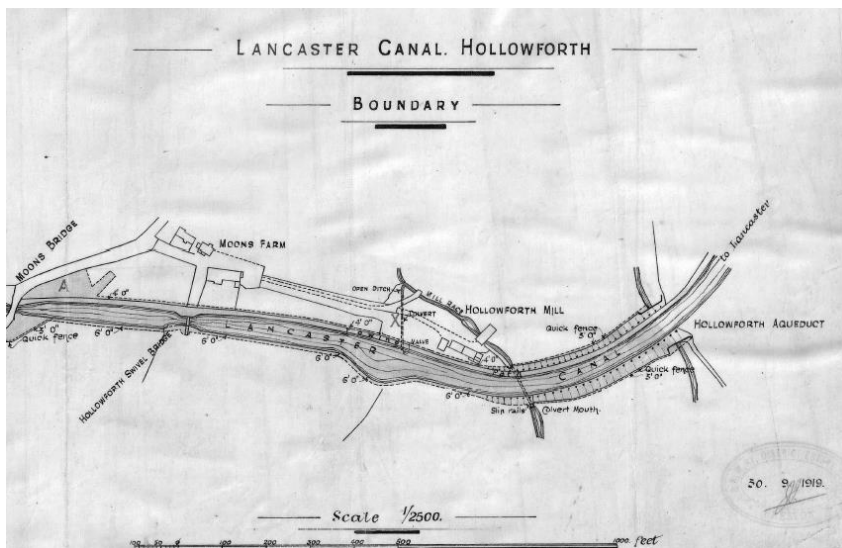 LANCASTER CANAL. HOLLOWFORTH
BOUNDARY
MOONS BRIDGE
A
MOONS FARM
OPEN DITCH
MILL RACE
HOLLOWFORTH MILL
CULVERT
to Lancaster
4' 0"
5' 0"
Quick fence
6' 0"
HOLLOWFORTH SWIVEL BRIDGE
6' 0"
LANCASTER
4' 0"
6' 0"
6' 0"
4' 0"
Quick fence
5' 0"
CANAL
HOLLOWFORTH AQUEDUCT
Quick fence
5' 0"
6' 0"
Slip rails
Culvert Mouth.
30. 9. 1919.
Scale 1/2500.
100 50 0 100 200 300 400 500 1000 feet